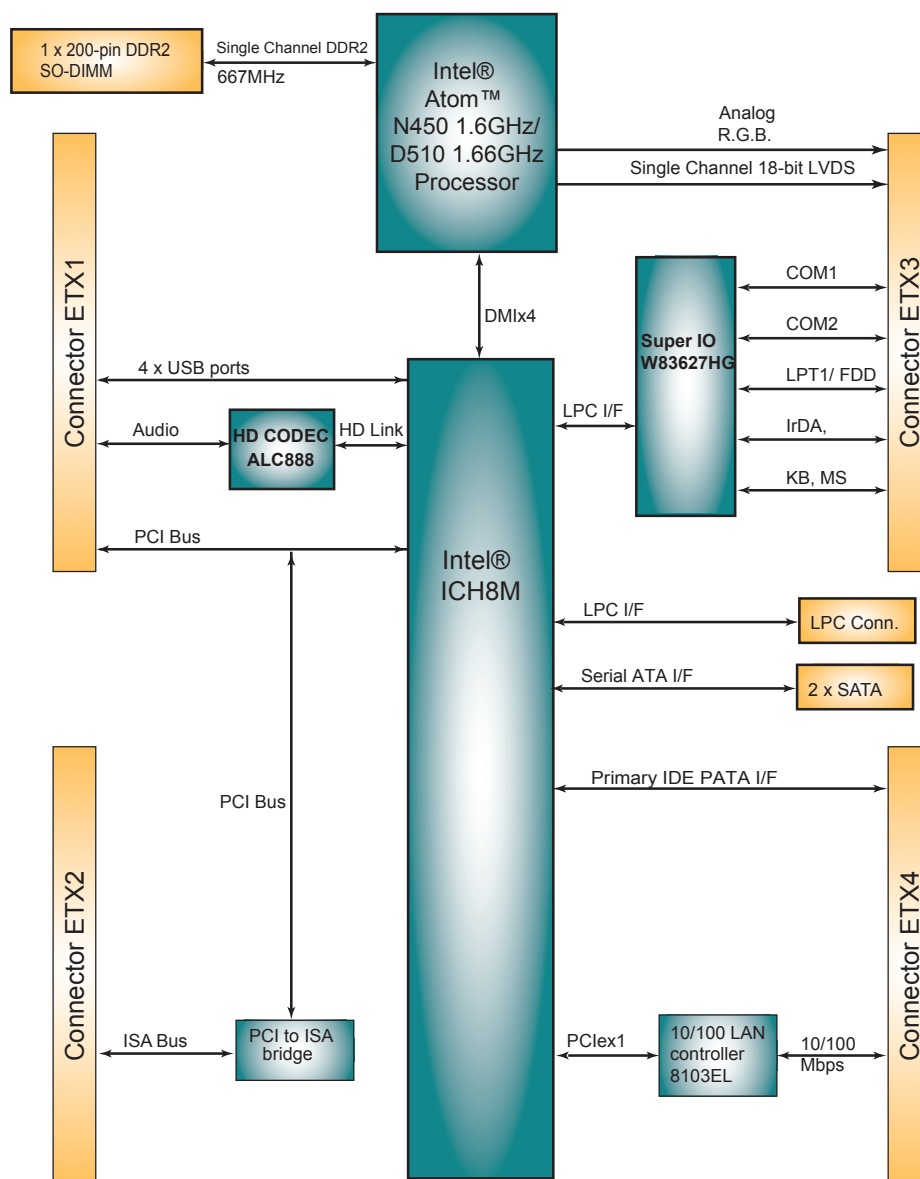 1 x 200-pin DDR2
SO-DIMM
Single Channel DDR2
667MHz
Intel®
Atom™
N450 1.6GHz/
D510 1.66GHz
Processor
Analog
R.G.B.
Single Channel 18-bit LVDS
Connector ETX1
Connector ETX3
DMIx4
Super IO
W83627HG
COM1
COM2
LPT1/ FDD
IrDA,
KB, MS
4 x USB ports
LPC I/F
Audio
HD CODEC
ALC888
HD Link
PCI Bus
Intel®
ICH8M
LPC I/F
LPC Conn.
Serial ATA I/F
2 x SATA
Primary IDE PATA I/F
PCI Bus
Connector ETX2
Connector ETX4
ISA Bus
PCI to ISA
bridge
PCIex1
10/100 LAN
controller
8103EL
10/100
Mbps